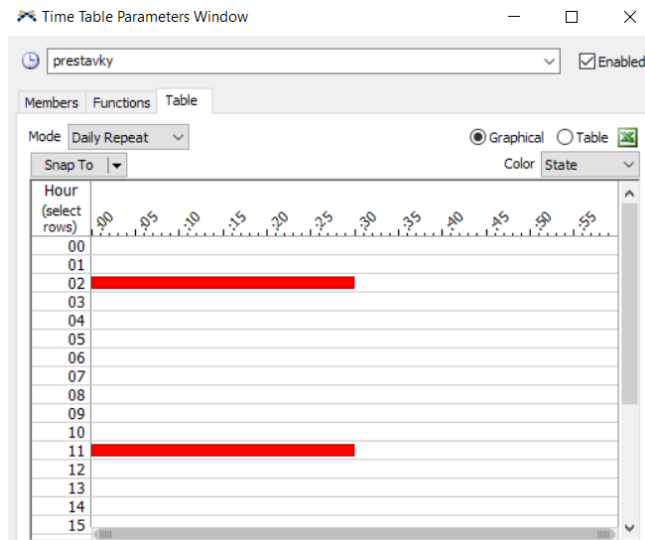 Time Table Parameters Window
prestavky
Enabled
Members Functions Table
Mode Daily Repeat
Graphical Table
Snap To
Color State
Hour
(select
rows)
:00 :05 :10 :15 :20 :25 :30 :35 :40 :45 :50 :55
00
01
02
03
04
05
06
07
08
09
10
11
12
13
14
15